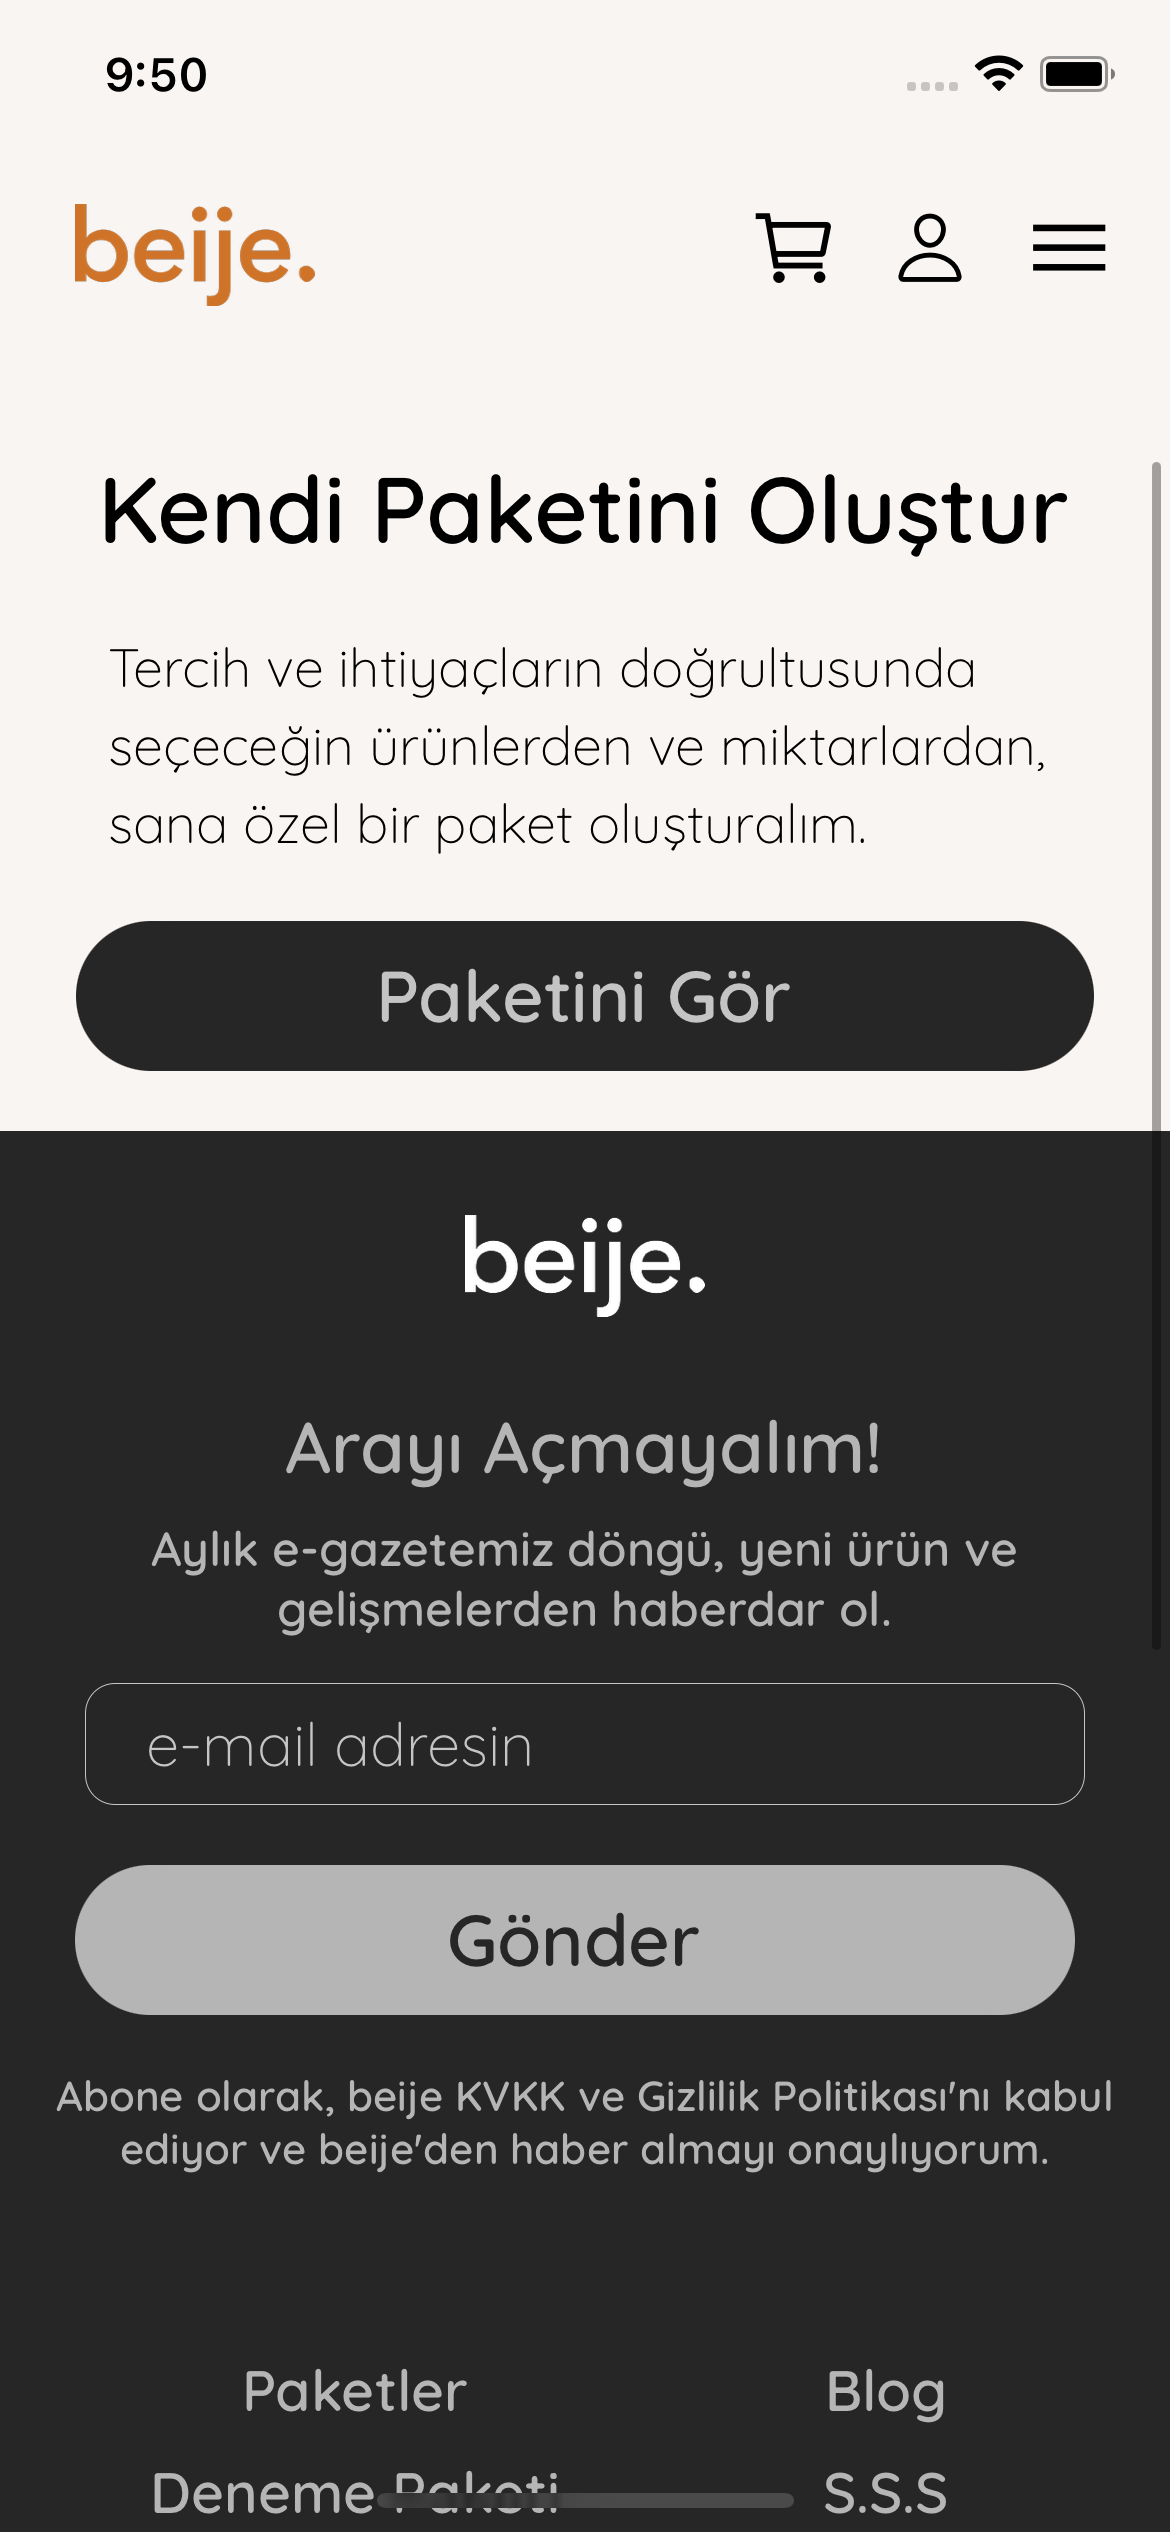 9:50
beije.
Kendi Paketini Oluştur
Tercih ve ihtiyaçların doğrultusunda
seçeceğin ürünlerden ve miktarlardan,
sana özel bir paket oluşturalım.
Paketini Gör
beije.
Arayı Açmayalım!
Aylık e-gazetemiz döngü, yeni ürün ve
gelişmelerden haberdar ol.
e-mail adresin
Gönder
Abone olarak, beije KVKK ve Gizlilik Politikası'nı kabul
ediyor ve beije'den haber almayı onaylıyorum.
Paketler
Blog
Deneme Paketi
S.S.S